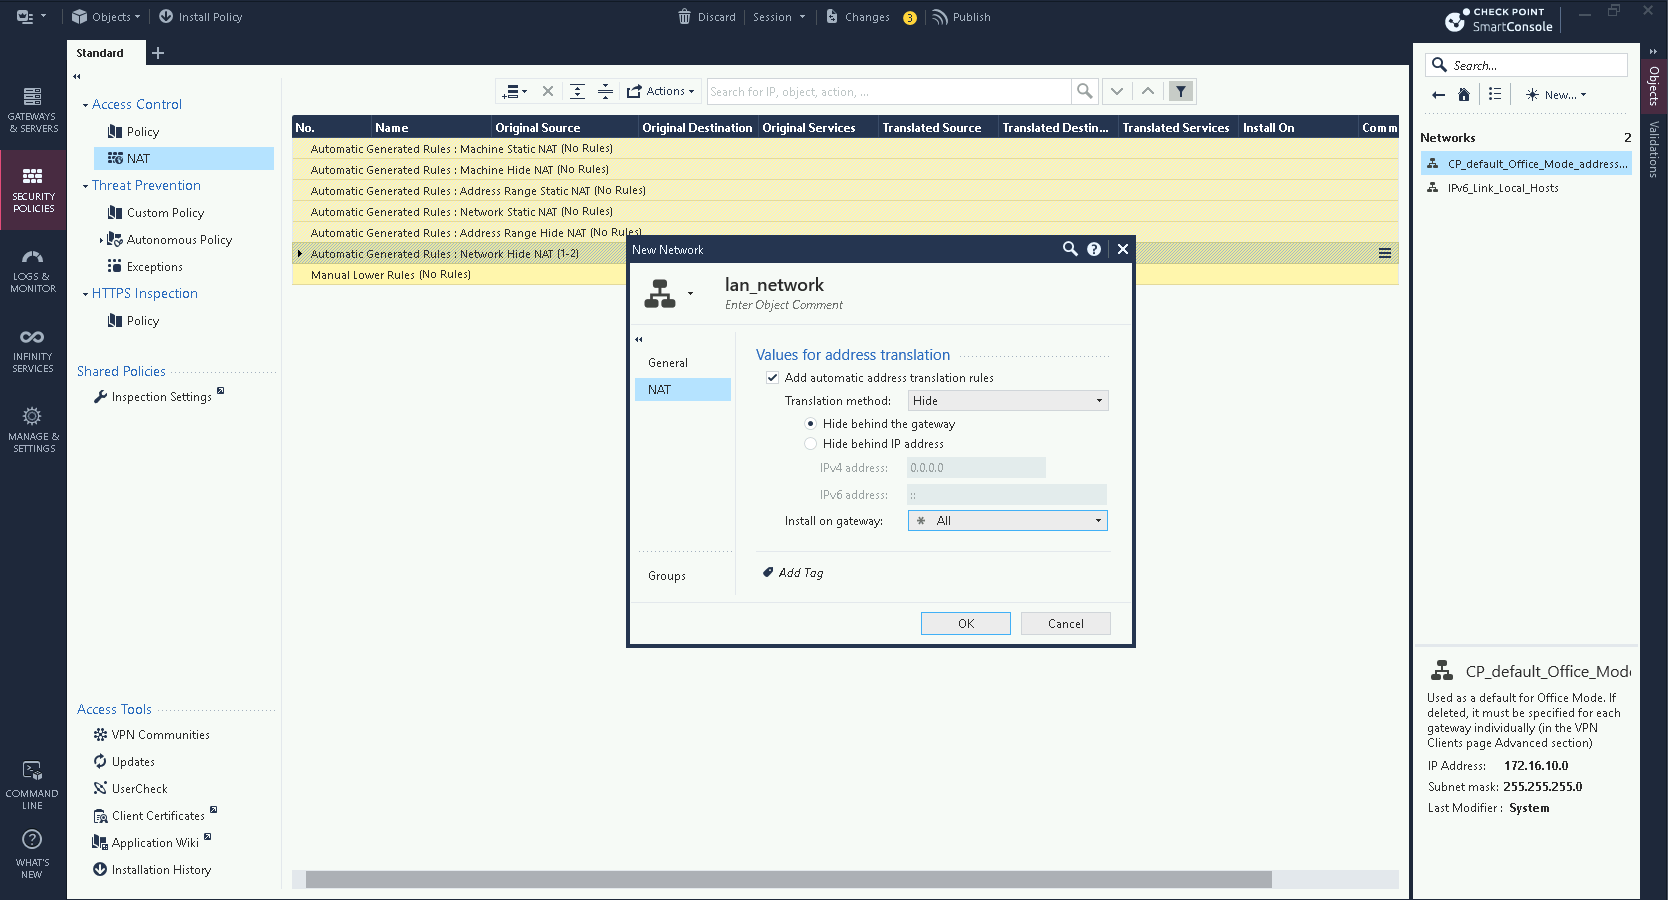 Objects
Install Policy
Discard
Session
Changes
3
Publish
CHECK POINT
SmartConsole
Standard
GATEWAYS
& SERVERS
SECURITY
POLICIES
LOGS &
MONITOR
INFINITY
SERVICES
MANAGE &
SETTINGS
COMMAND
LINE
WHAT'S
NEW
Access Control
Policy
NAT
Threat Prevention
Custom Policy
Autonomous Policy
Exceptions
HTTPS Inspection
Policy
Shared Policies
Inspection Settings
Access Tools
VPN Communities
Updates
UserCheck
Client Certificates
Application Wiki
Installation History
Actions
Search for IP, object, action, ...
No. Name Original Source Original Destination Original Services Translated Source Translated Destin... Translated Services Install On Comm
Automatic Generated Rules : Machine Static NAT (No Rules)
Automatic Generated Rules : Machine Hide NAT (No Rules)
Automatic Generated Rules : Address Range Static NAT (No Rules)
Automatic Generated Rules : Network Static NAT (No Rules)
Automatic Generated Rules : Address Range Hide NAT (No Rules)
Automatic Generated Rules : Network Hide NAT (1-2)
Manual Lower Rules (No Rules)
New Network
lan_network
Enter Object Comment
General
NAT
Groups
Values for address translation
Add automatic address translation rules
Translation method: Hide
Hide behind the gateway
Hide behind IP address
IPv4 address: 0.0.0.0
IPv6 address: ::
Install on gateway: All
Add Tag
OK Cancel
Search...
New...
Networks 2
CP_default_Office_Mode_address...
IPv6_Link_Local_Hosts
CP_default_Office_Mod
Used as a default for Office Mode. If
deleted, it must be specified for each
gateway individually (in the VPN
Clients page Advanced section)
IP Address: 172.16.10.0
Subnet mask: 255.255.255.0
Last Modifier : System
Objects
Validations